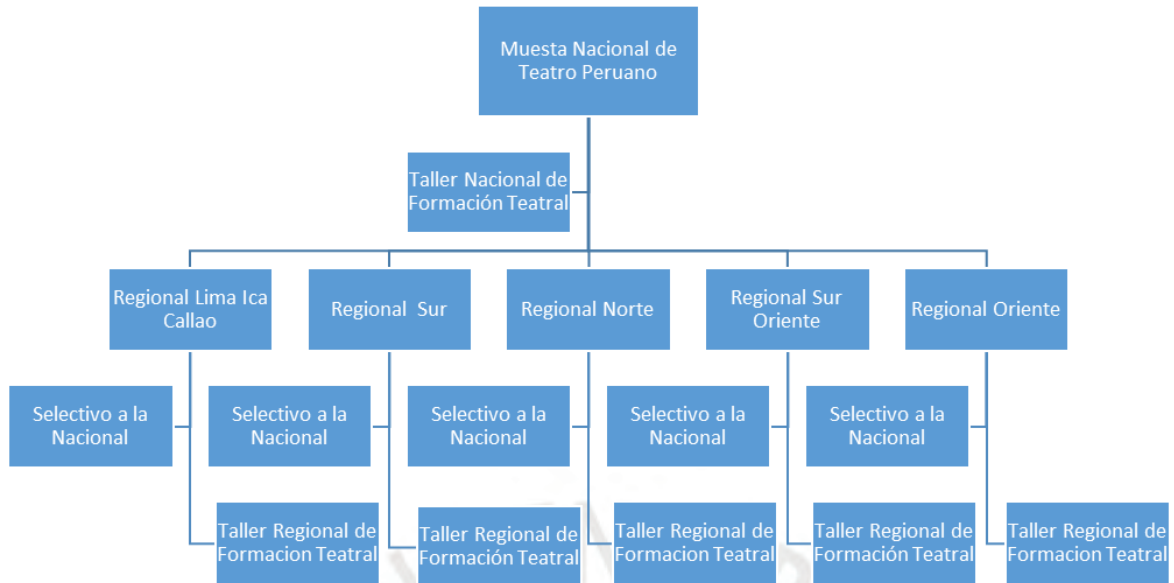 Muesta Nacional de
Teatro Peruano
Taller Nacional de
Formación Teatral
Regional Lima Ica
Callao
Regional Sur
Regional Norte
Regional Sur
Oriente
Regional Oriente
Selectivo a la
Nacional
Selectivo a la
Nacional
Selectivo a la
Nacional
Selectivo a la
Nacional
Selectivo a la
Nacional
Taller Regional de
Formacion Teatral
Taller Regional de
Formación Teatral
Taller Regional de
Formacion Teatral
Taller Regional de
Formación Teatral
Taller Regional de
Formacion Teatral